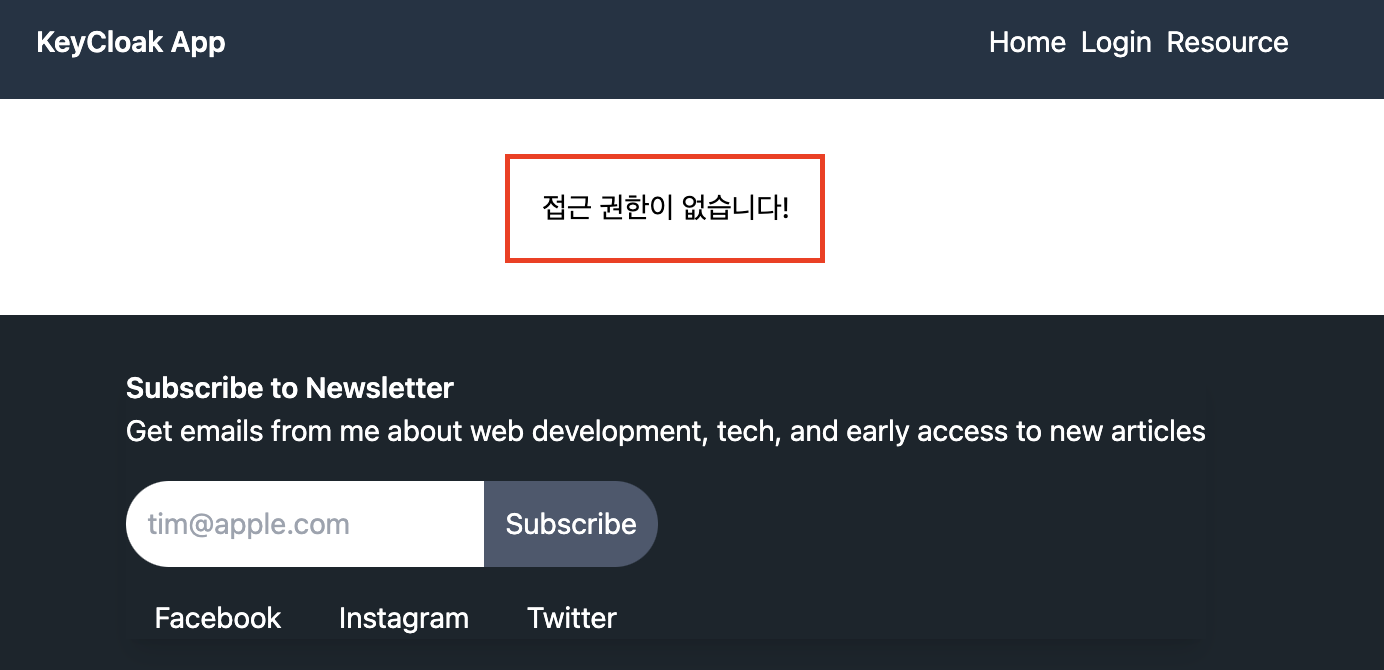 KeyCloak App
Home Login Resource
접근 권한이 없습니다!
Subscribe to Newsletter
Get emails from me about web development, tech, and early access to new articles
tim@apple.com Subscribe
Facebook Instagram Twitter